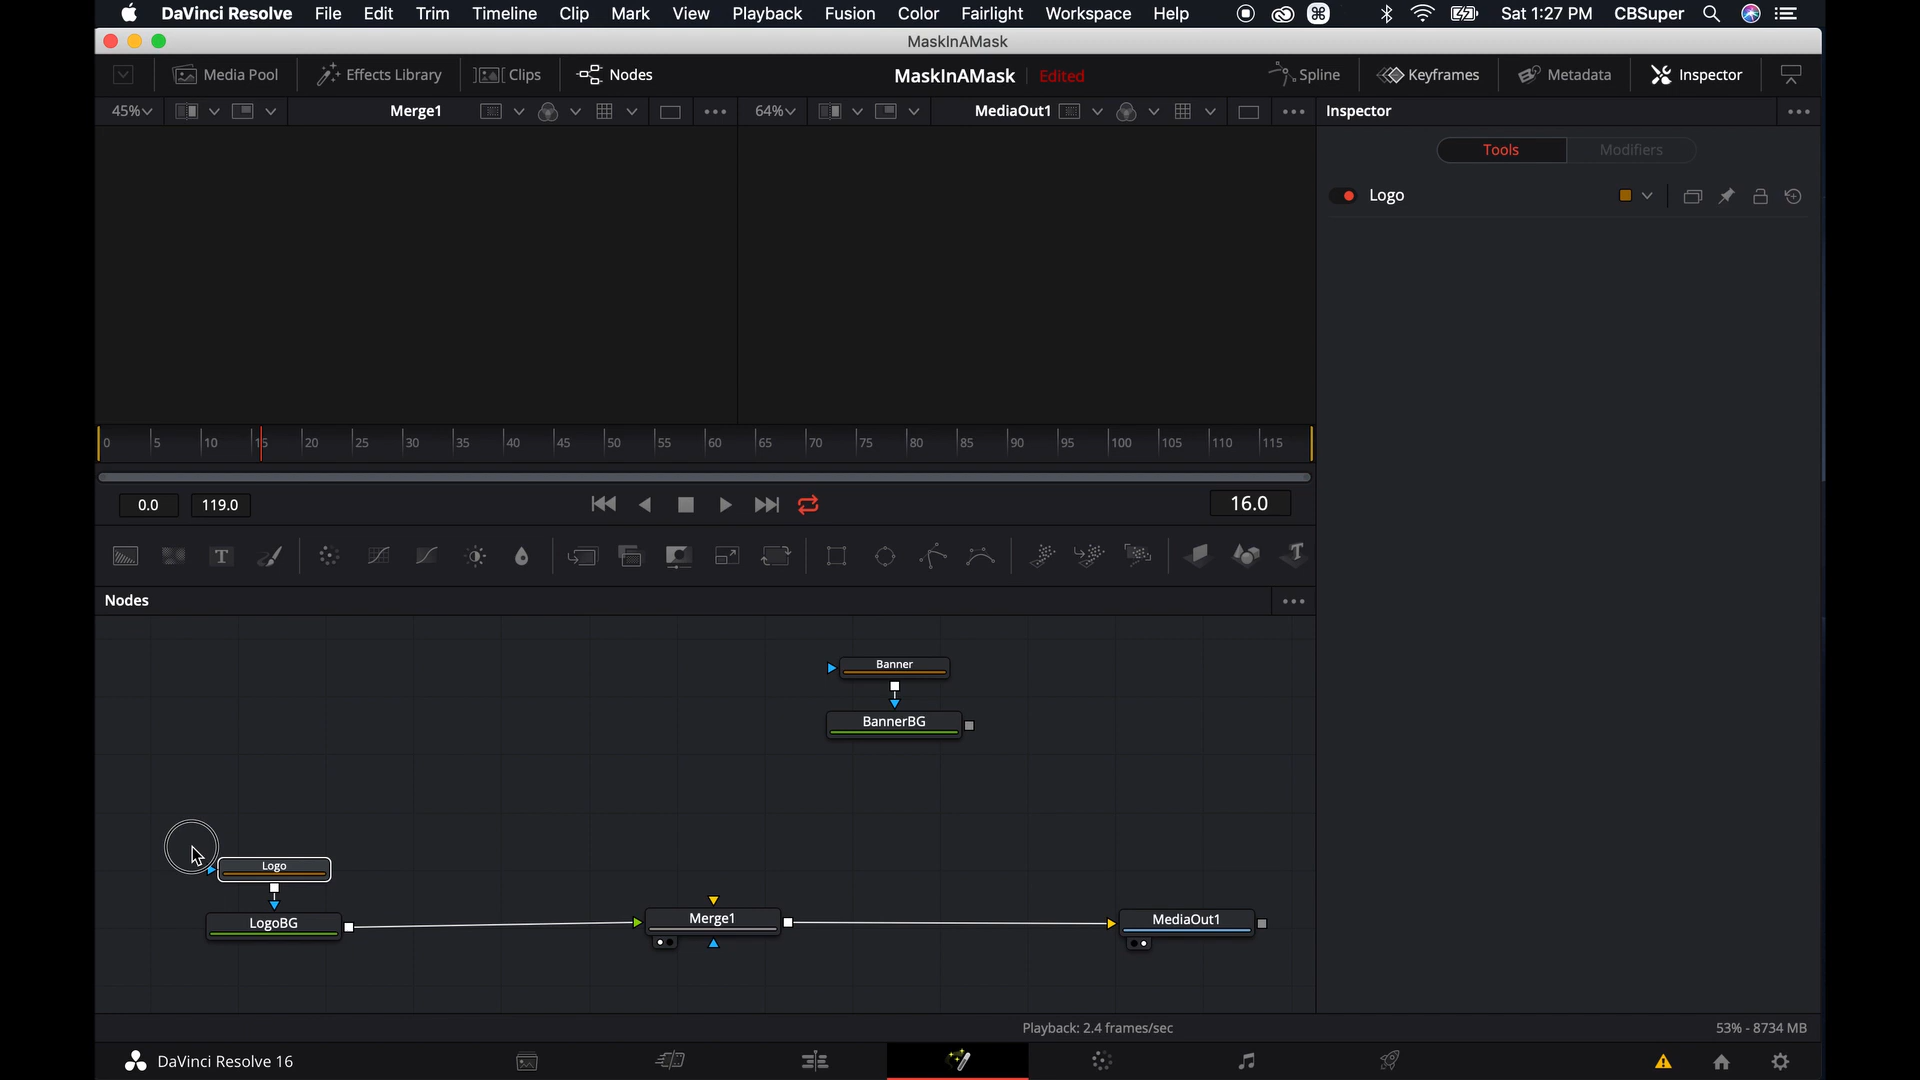 DaVinci Resolve File Edit Trim Timeline Clip Mark View Playback Fusion Color Fairlight Workspace Help Sat 1:27 PM CBSuper
MaskInAMask
Media Pool Effects Library Clips Nodes MaskInAMask Edited Spline Keyframes Metadata Inspector
45% Merge1 64% MediaOut1 Inspector
Tools Modifiers
Logo
0 5 10 15 20 25 30 35 40 45 50 55 60 65 70 75 80 85 90 95 100 105 110 115
0.0 119.0 16.0
T T
Nodes
Banner
BannerBG
Logo
LogoBG Merge1 MediaOut1
Playback: 2.4 frames/sec 53% - 8734 MB
DaVinci Resolve 16